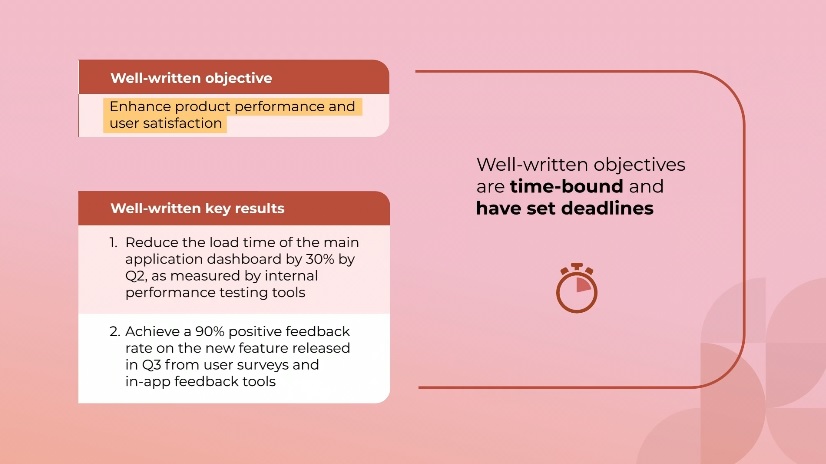 Well-written objective
Enhance product performance and
user satisfaction
Well-written key results
1. Reduce the load time of the main
application dashboard by 30% by
Q2, as measured by internal
performance testing tools
2. Achieve a 90% positive feedback
rate on the new feature released
in Q3 from user surveys and
in-app feedback tools
Well-written objectives
are time-bound and
have set deadlines